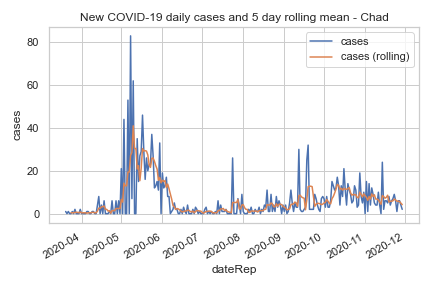 New COVID-19 daily cases and 5 day rolling mean - Chad
cases
cases (rolling)
cases
80
60
40
20
0
2020-04
2020-05
2020-06
2020-07
2020-08
2020-09
2020-10
2020-11
2020-12
dateRep